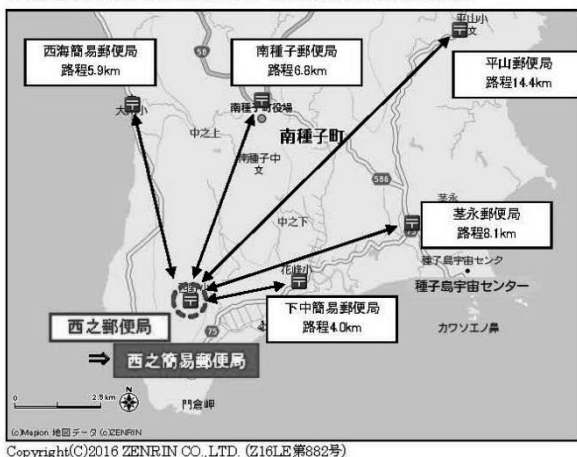 平山小
文
58
西海簡易郵便局
路程5.9km
南種子郵便局
路程6.8km
平山郵便局
路程14.4km
南種子町役場
中之上
南種子町
南種子中
文
586
中之下
茎永
茎永郵便局
路程8.1km
種子島宇宙センタ
種子島宇宙センター
花峰小
下中簡易郵便局
路程4.0km
カワソエノ鼻
西之郵便局
⇒ 西之簡易郵便局
75
0 2.9km
門倉岬
(c)Mapion 地図データ (c)ZENRIN
Copyright(C)2016 ZENRIN CO.,LTD. (Z16LE第882号)